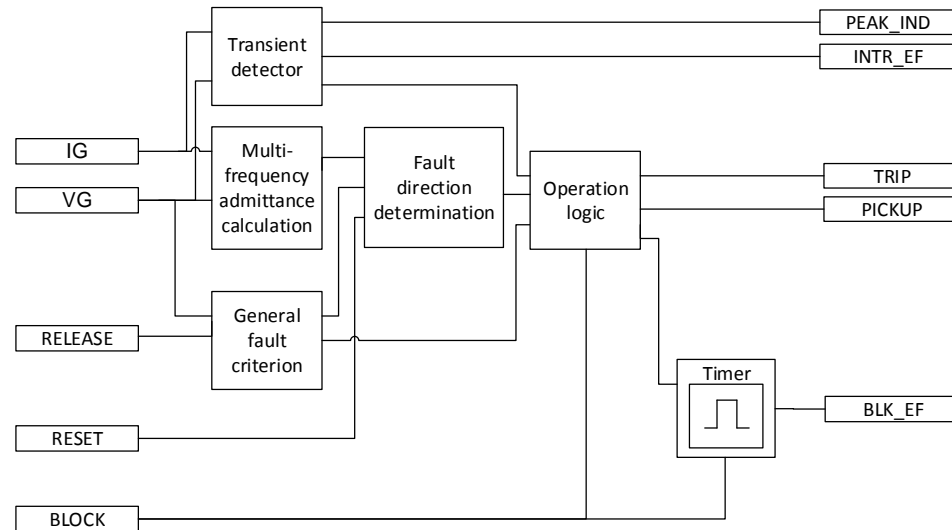 PEAK_IND
Transient
detector
INTR_EF
IG
Multi-
frequency
admittance
calculation
Fault
direction
determination
Operation
logic
TRIP
VG
PICKUP
RELEASE
General
fault
criterion
Timer
BLK_EF
RESET
BLOCK